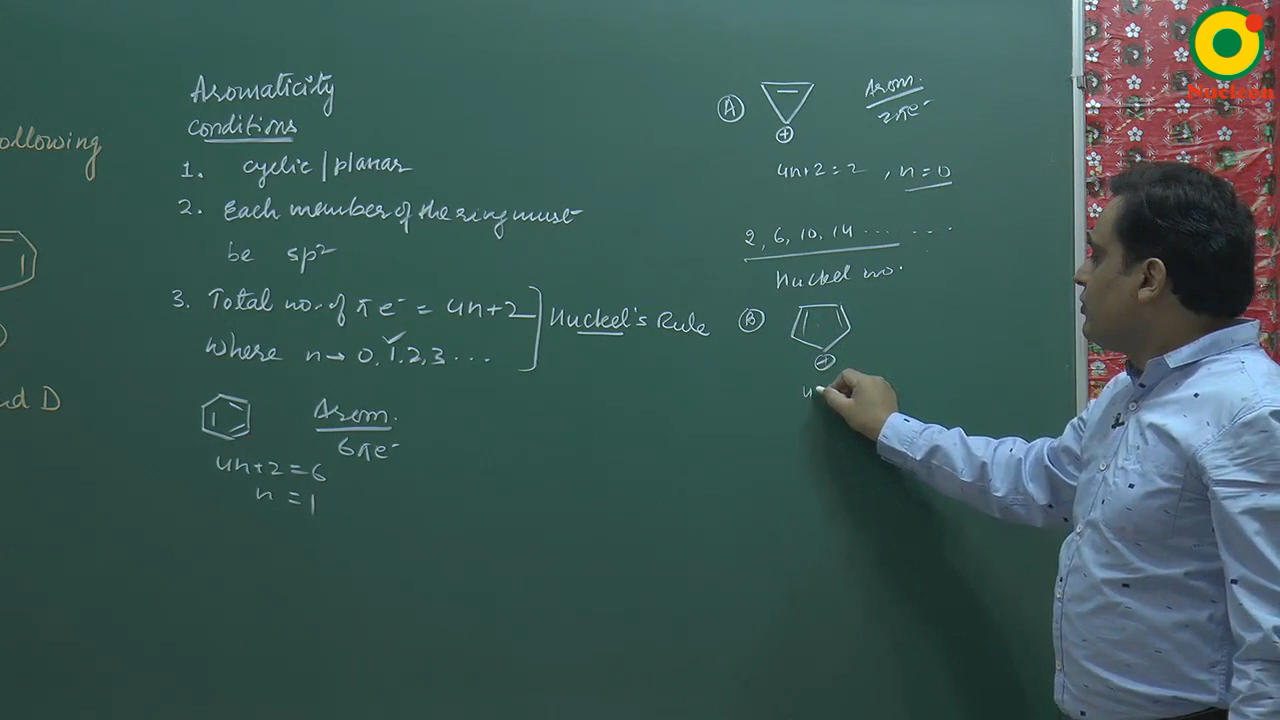 ollowing
d D
Aromaticity
conditions
1. cyclic/planar
2. Each member of the ring must
be sp2
3. Total no. of π e- = 4n+2
where n → 0, 1, 2, 3 ...
Huckel's Rule
Arom.
6πe-
4n+2 = 6
n = 1
A
⊕
Arom.
2πe-
4n+2 = 2, n = 0
2, 6, 10, 14 .... ...
Huckel no.
B
⊕
4
Nucleon